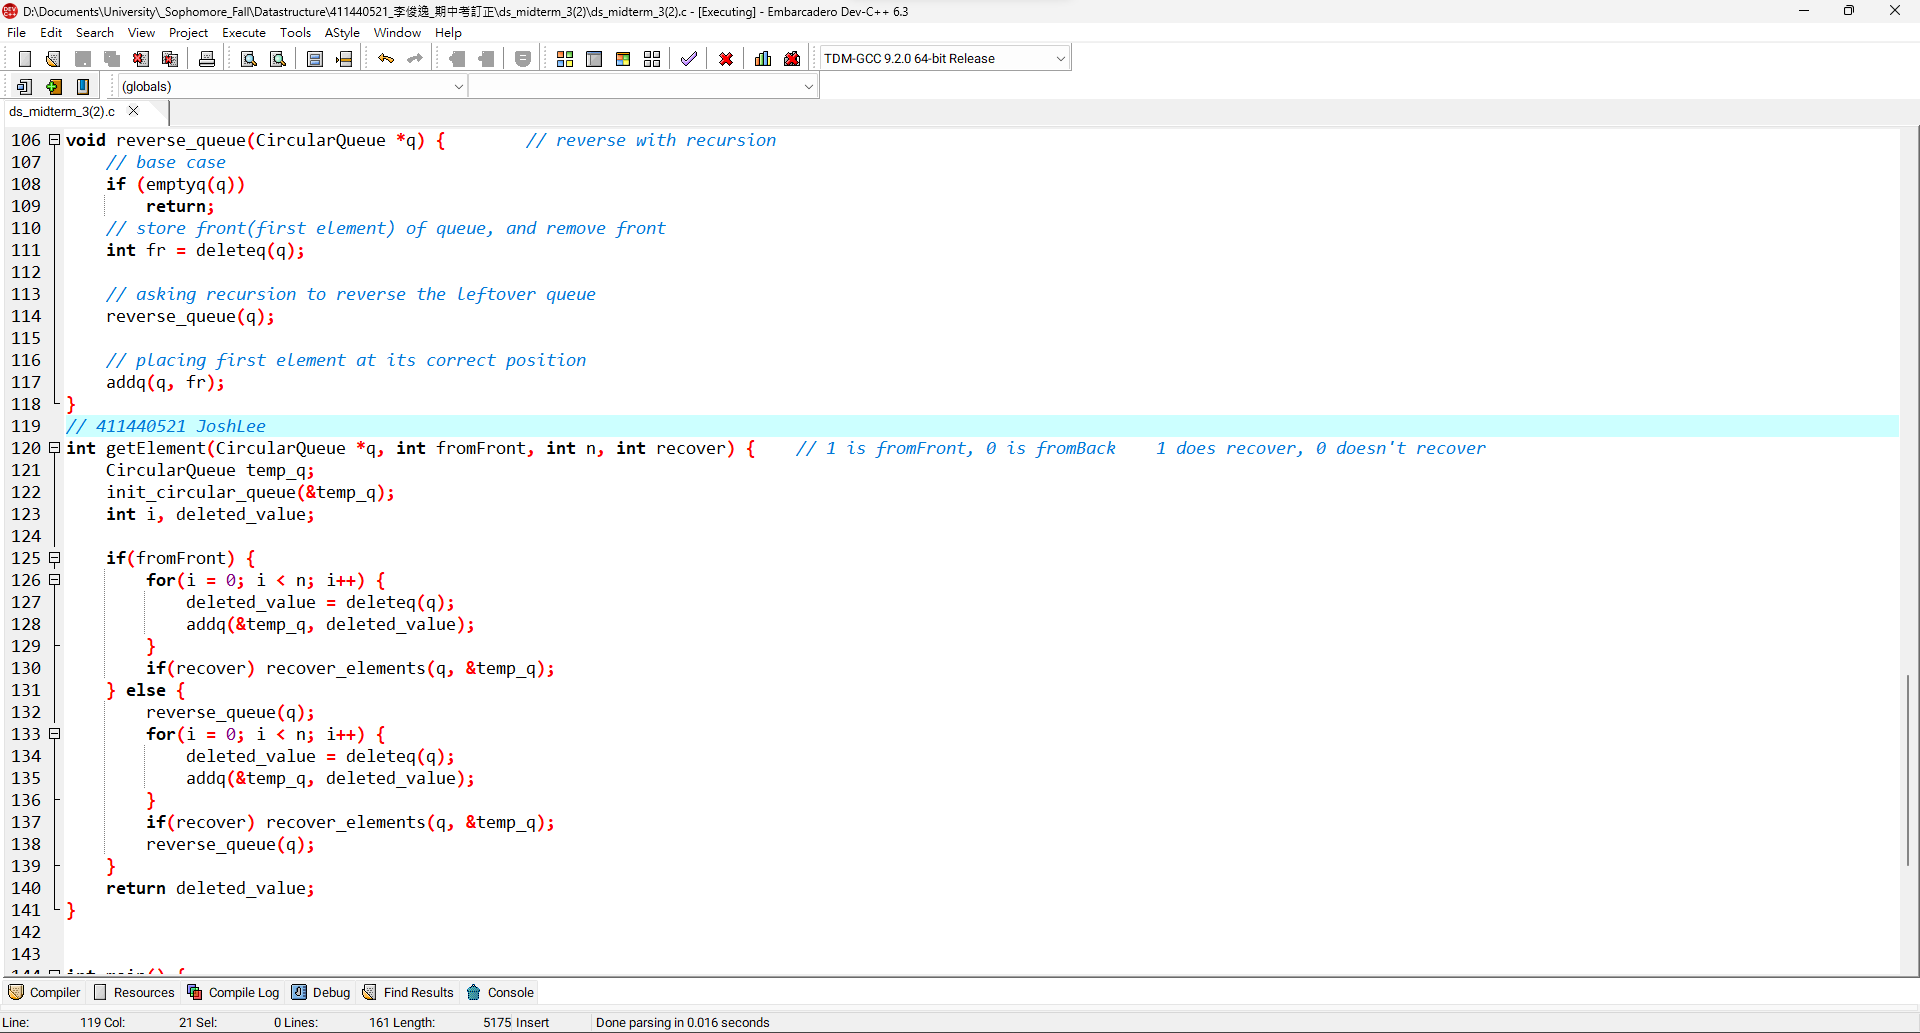 D:\Documents\University\_Sophomore_Fall\Datastructure\411440521_李俊逸_期中考訂正\ds_midterm_3(2)\ds_midterm_3(2).c - [Executing] - Embarcadero Dev-C++ 6.3
File Edit Search View Project Execute Tools AStyle Window Help
TDM-GCC 9.2.0 64-bit Release
(globals)
ds_midterm_3(2).c
106 void reverse_queue(CircularQueue *q) {        // reverse with recursion
107     // base case
108     if (emptyq(q))
109         return;
110     // store front(first element) of queue, and remove front
111     int fr = deleteq(q);
112
113     // asking recursion to reverse the leftover queue
114     reverse_queue(q);
115
116     // placing first element at its correct position
117     addq(q, fr);
118 }
119 // 411440521 JoshLee
120 int getElement(CircularQueue *q, int fromFront, int n, int recover) {    // 1 is fromFront, 0 is fromBack    1 does recover, 0 doesn't recover
121     CircularQueue temp_q;
122     init_circular_queue(&temp_q);
123     int i, deleted_value;
124
125     if(fromFront) {
126         for(i = 0; i < n; i++) {
127             deleted_value = deleteq(q);
128             addq(&temp_q, deleted_value);
129         }
130         if(recover) recover_elements(q, &temp_q);
131     } else {
132         reverse_queue(q);
133         for(i = 0; i < n; i++) {
134             deleted_value = deleteq(q);
135             addq(&temp_q, deleted_value);
136         }
137         if(recover) recover_elements(q, &temp_q);
138         reverse_queue(q);
139     }
140     return deleted_value;
141 }
142
143
144 int main() {
Compiler Resources Compile Log Debug Find Results Console
Line: 119 Col: 21 Sel: 0 Lines: 161 Length: 5175 Insert Done parsing in 0.016 seconds